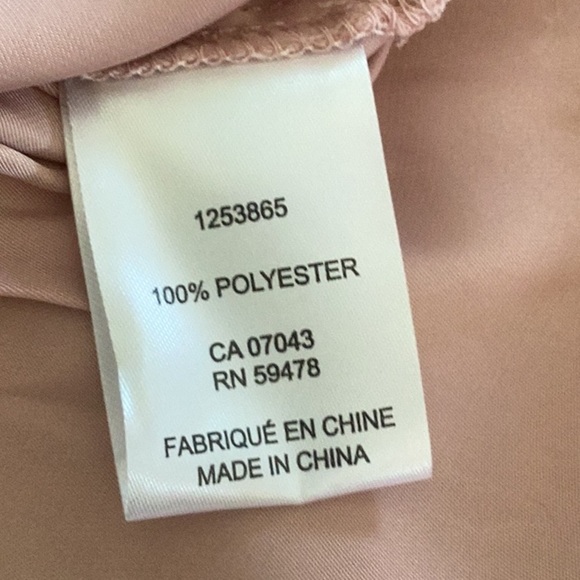 1253865
100% POLYESTER
CA 07043
RN 59478
FABRIQUÉ EN CHINE
MADE IN CHINA